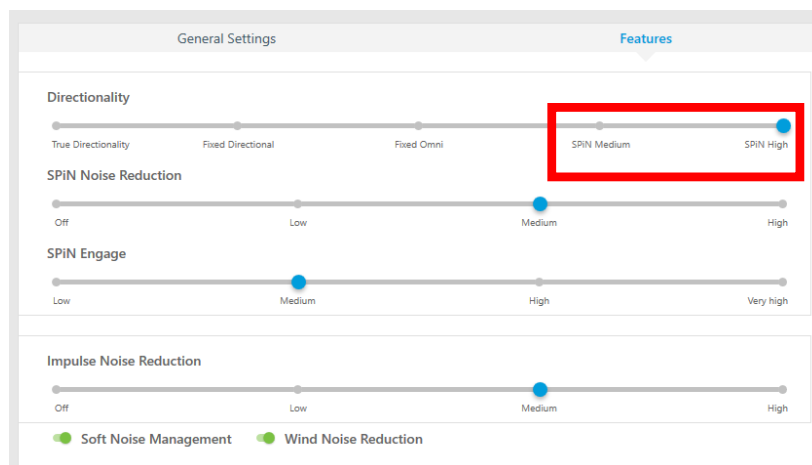 General Settings Features
Directionality
True Directionality Fixed Directional Fixed Omni SPiN Medium SPiN High
SPiN Noise Reduction
Off Low Medium High
SPiN Engage
Low Medium High Very high
Impulse Noise Reduction
Off Low Medium High
Soft Noise Management Wind Noise Reduction